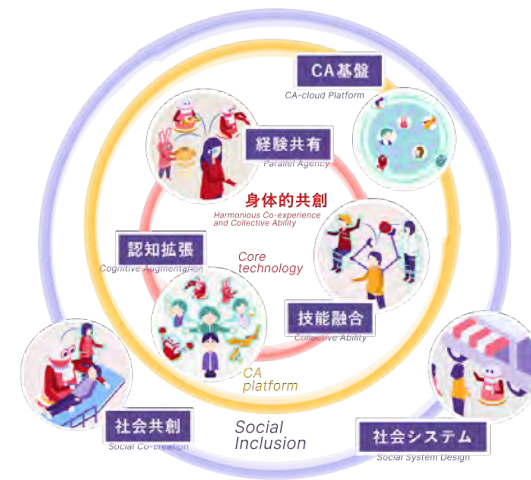 CA基盤
CA-cloud Platform
経験共有
Parallel Agency
身体的共創
Harmonious Co-experience
and Collective Ability
認知拡張
Cognitive Augmentation
Core
technology
技能融合
Collective Ability
CA
platform
社会共創
Social Co-creation
Social
Inclusion
社会システム
Social System Design